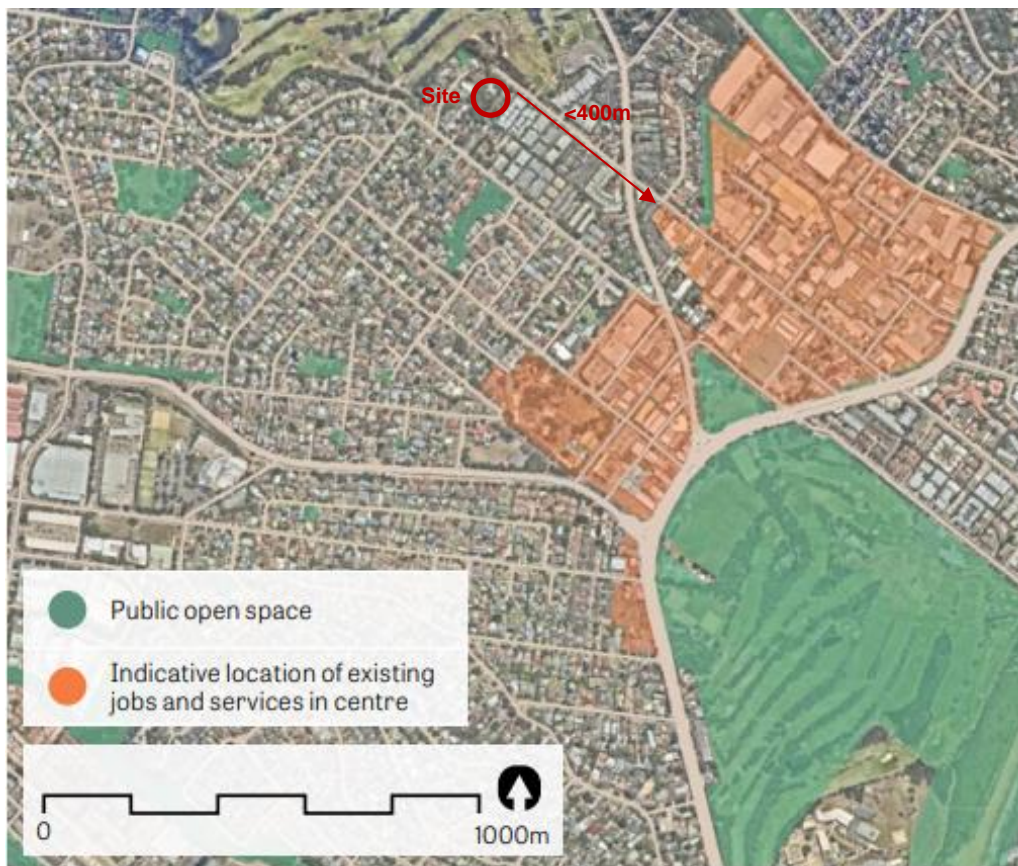 Site
<400m
Public open space
Indicative location of existing
jobs and services in centre
0
1000m